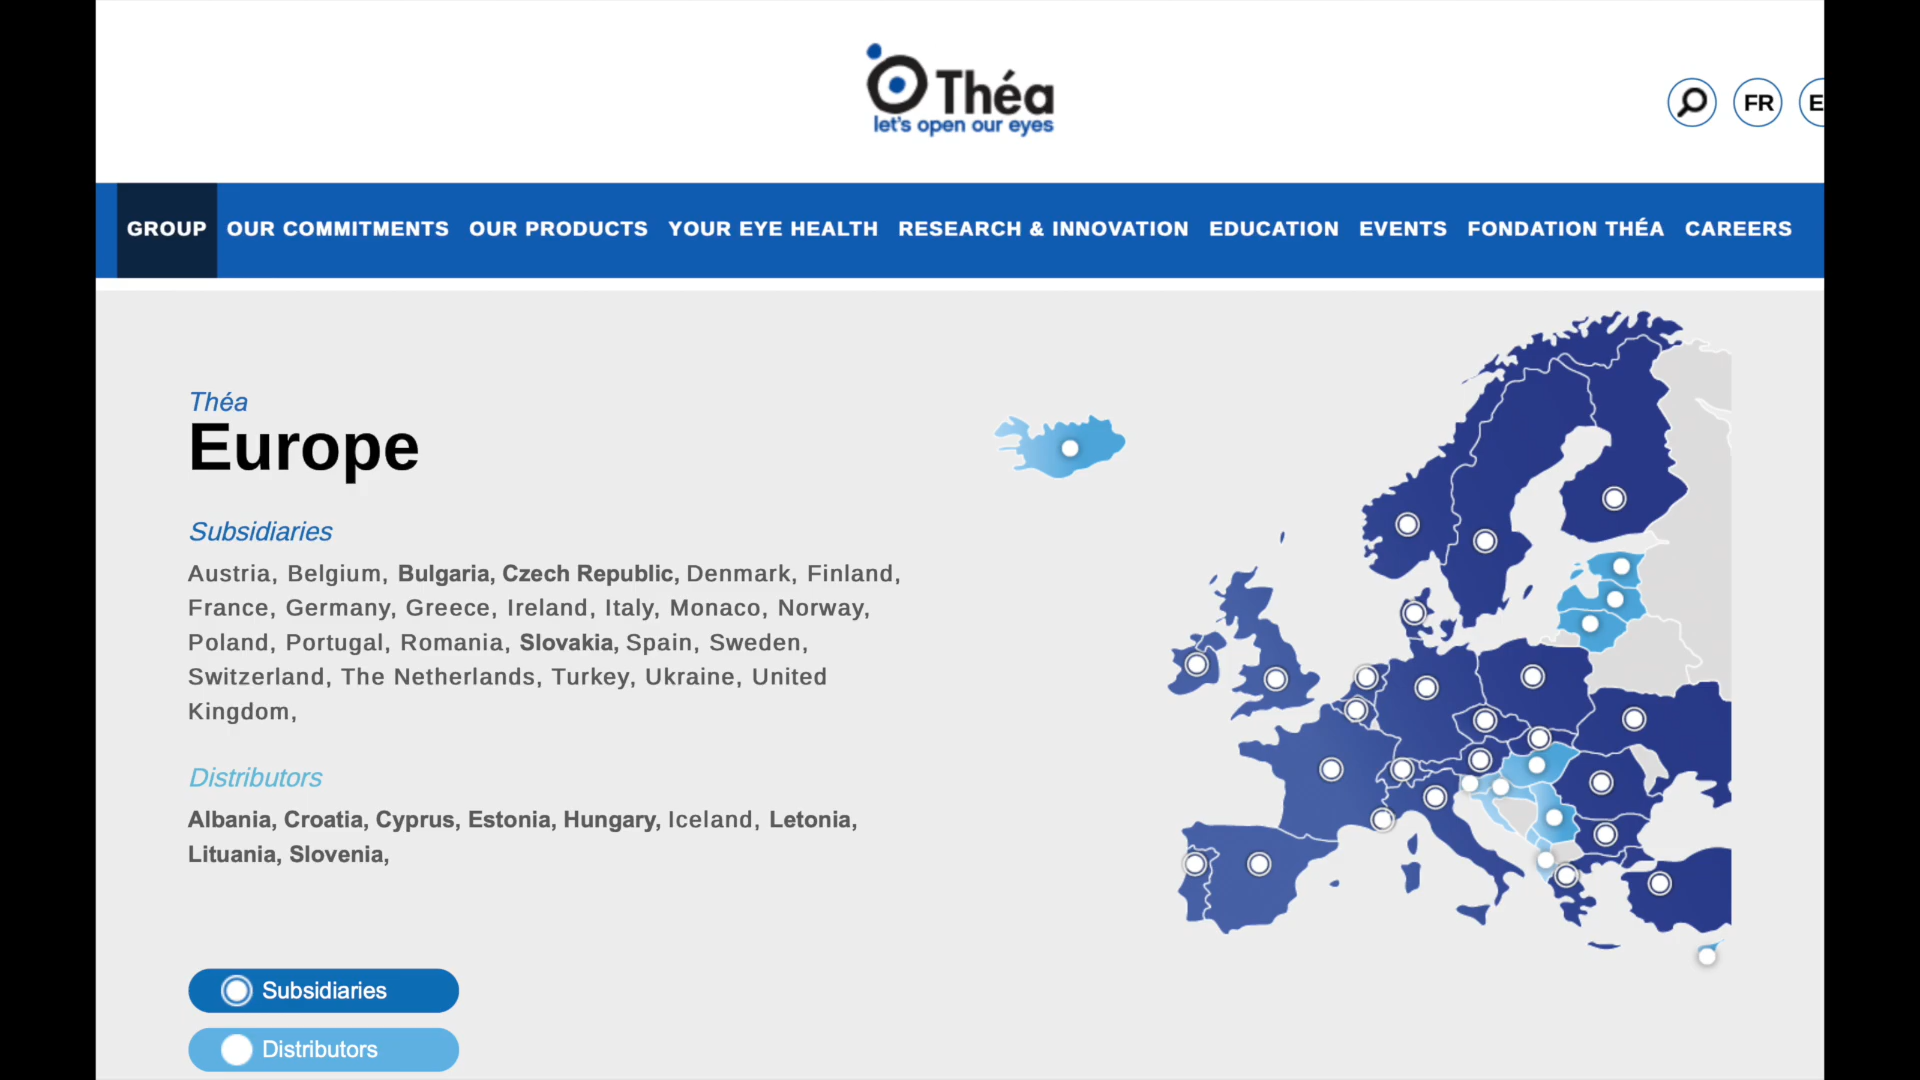 Théa
let's open our eyes
FR
GROUP OUR COMMITMENTS OUR PRODUCTS YOUR EYE HEALTH RESEARCH & INNOVATION EDUCATION EVENTS FONDATION THÉA CAREERS
Théa
Europe
Subsidiaries
Austria, Belgium, Bulgaria, Czech Republic, Denmark, Finland,
France, Germany, Greece, Ireland, Italy, Monaco, Norway,
Poland, Portugal, Romania, Slovakia, Spain, Sweden,
Switzerland, The Netherlands, Turkey, Ukraine, United
Kingdom,
Distributors
Albania, Croatia, Cyprus, Estonia, Hungary, Iceland, Letonia,
Lituania, Slovenia,
Subsidiaries
Distributors